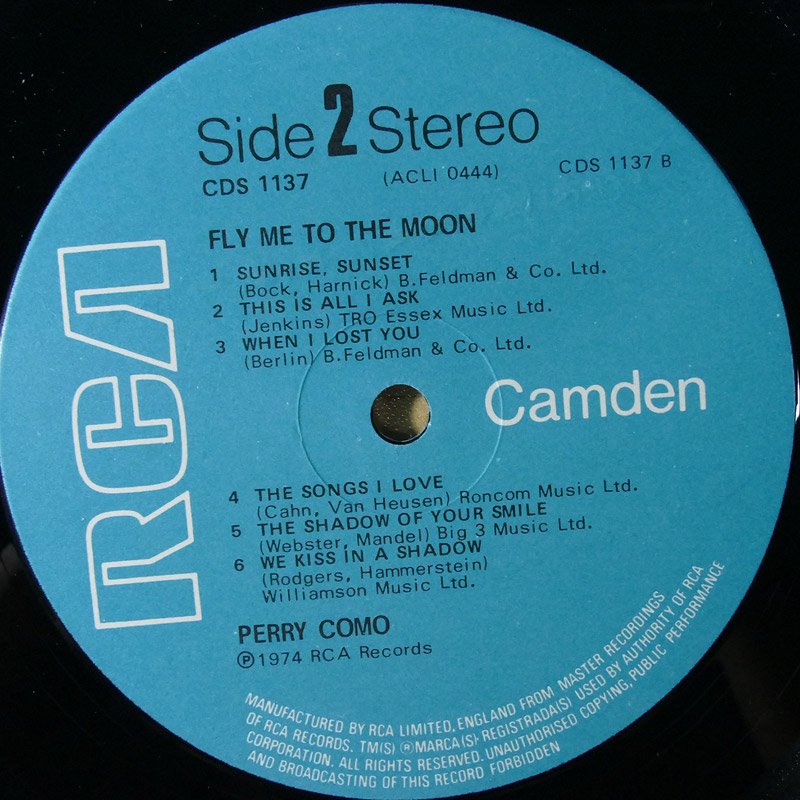 Side 2 Stereo
CDS 1137 (ACLI 0444) CDS 1137 B
FLY ME TO THE MOON
1 SUNRISE, SUNSET
(Bock, Harnick) B.Feldman & Co. Ltd.
2 THIS IS ALL I ASK
(Jenkins) TRO Essex Music Ltd.
3 WHEN I LOST YOU
(Berlin) B.Feldman & Co. Ltd.
RCA
Camden
4 THE SONGS I LOVE
(Cahn, Van Heusen) Roncom Music Ltd.
5 THE SHADOW OF YOUR SMILE
(Webster, Mandel) Big 3 Music Ltd.
6 WE KISS IN A SHADOW
(Rodgers, Hammerstein)
Williamson Music Ltd.
PERRY COMO
℗1974 RCA Records
MANUFACTURED BY RCA LIMITED, ENGLAND FROM MASTER RECORDINGS
OF RCA RECORDS. TM(S) ® MARCA(S) REGISTRADA(S) USED BY AUTHORITY OF RCA
CORPORATION. ALL RIGHTS RESERVED. UNAUTHORISED COPYING, PUBLIC PERFORMANCE
AND BROADCASTING OF THIS RECORD FORBIDDEN